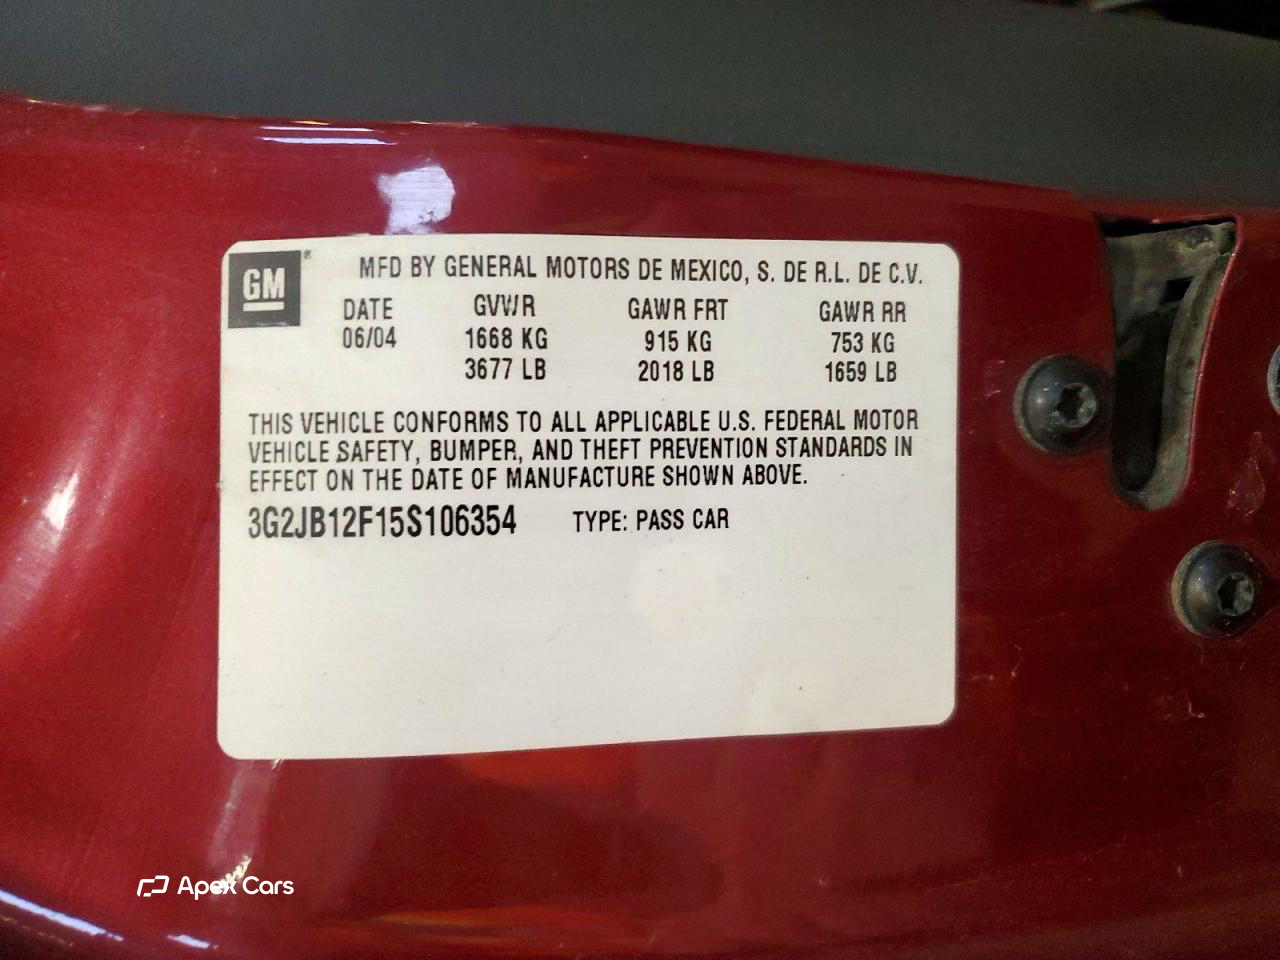 GM®
MFD BY GENERAL MOTORS DE MEXICO, S. DE R.L. DE C.V.
DATE GVWR GAWR FRT GAWR RR
06/04 1668 KG 915 KG 753 KG
3677 LB 2018 LB 1659 LB
THIS VEHICLE CONFORMS TO ALL APPLICABLE U.S. FEDERAL MOTOR
VEHICLE SAFETY, BUMPER, AND THEFT PREVENTION STANDARDS IN
EFFECT ON THE DATE OF MANUFACTURE SHOWN ABOVE.
3G2JB12F15S106354 TYPE: PASS CAR
Apex Cars